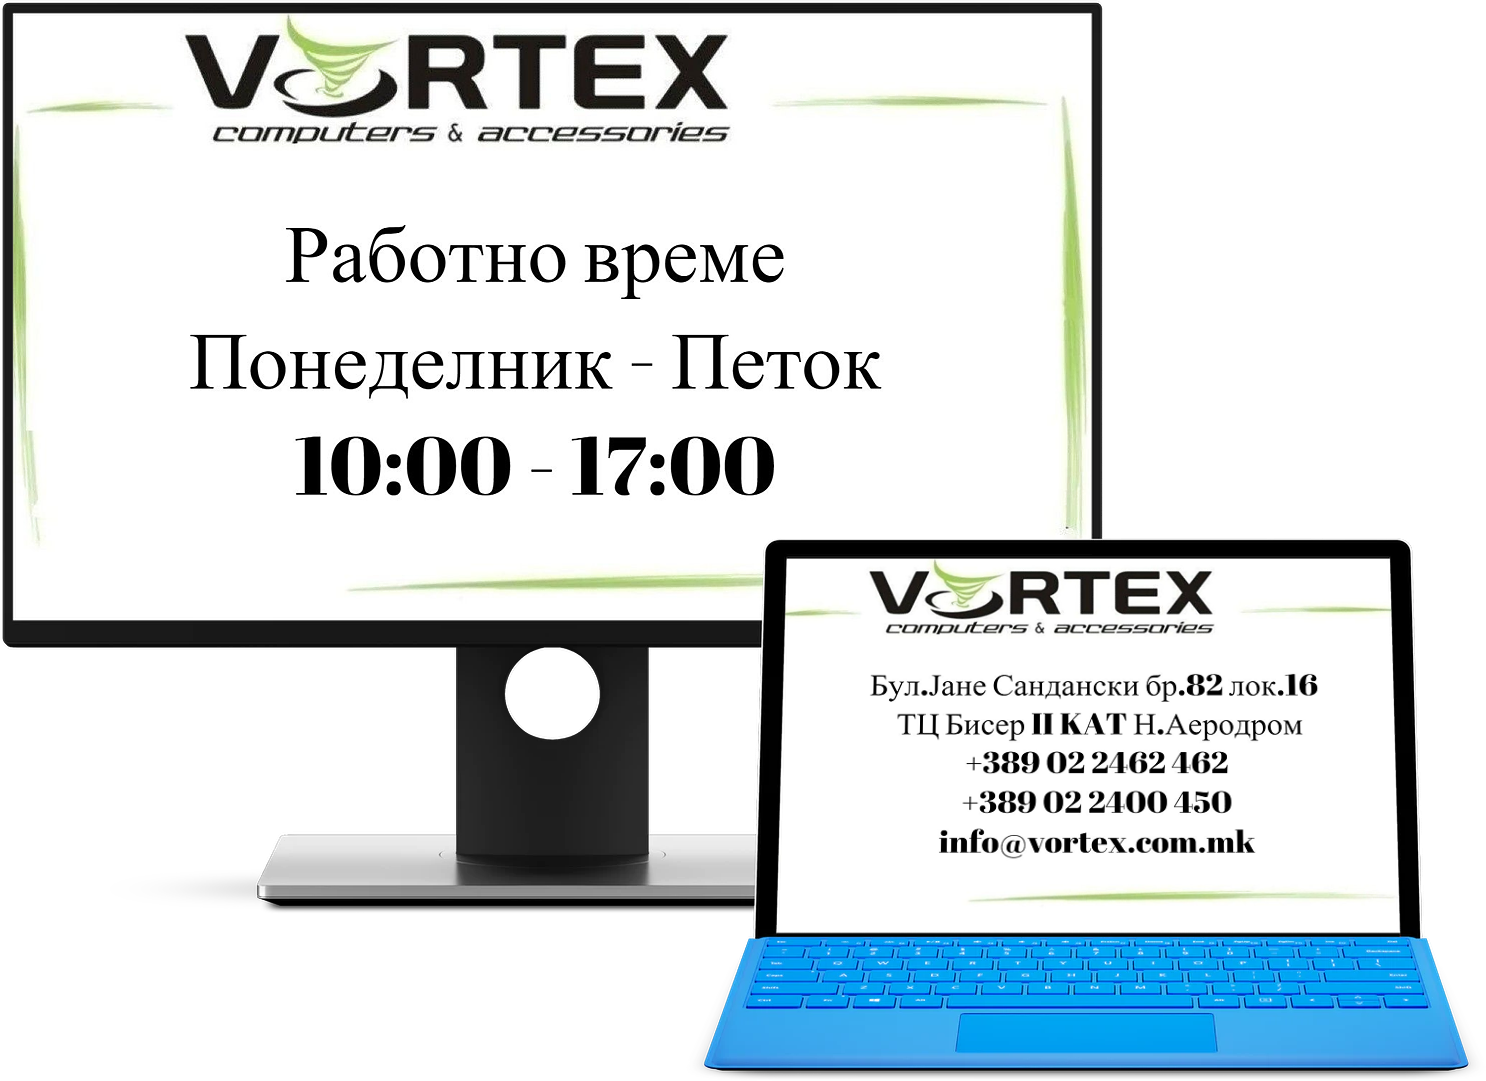 VORTEX
computers & accessories
Работно време
Понеделник - Петок
10:00 - 17:00
VORTEX
computers & accessories
Бул.Јане Сандански бр.82 лок.16
ТЦ Бисер II КАТ Н.Аеродром
+389 02 2462 462
+389 02 2400 450
info@vortex.com.mk
Q W E R T Y U I O P
A S D F G H J K L
Z X C V B N M